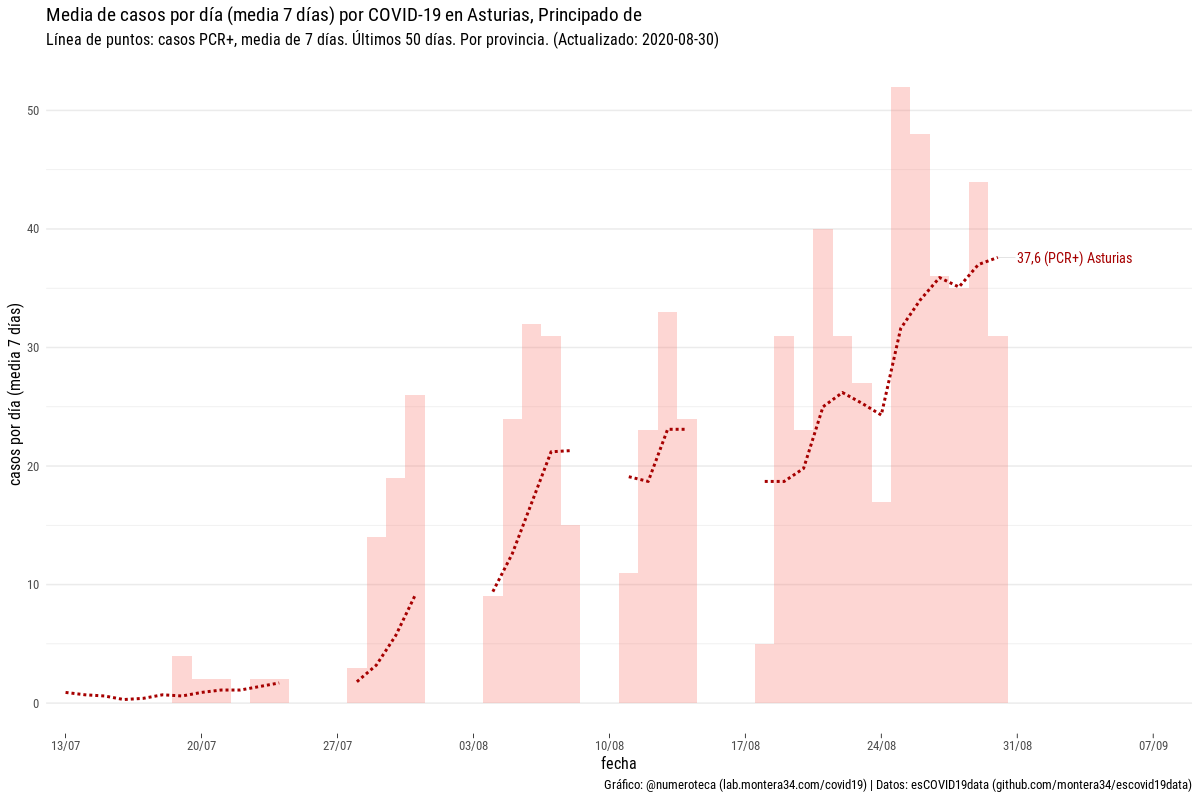 Media de casos por día (media 7 días) por COVID-19 en Asturias, Principado de
Línea de puntos: casos PCR+, media de 7 días. Últimos 50 días. Por provincia. (Actualizado: 2020-08-30)
casos por día (media 7 días)
50
40
30
20
10
0
37,6 (PCR+) Asturias
13/07
20/07
27/07
03/08
10/08
17/08
24/08
31/08
07/09
fecha
Gráfico: @numeroteca (lab.montera34.com/covid19) | Datos: esCOVID19data (github.com/montera34/escovid19data)